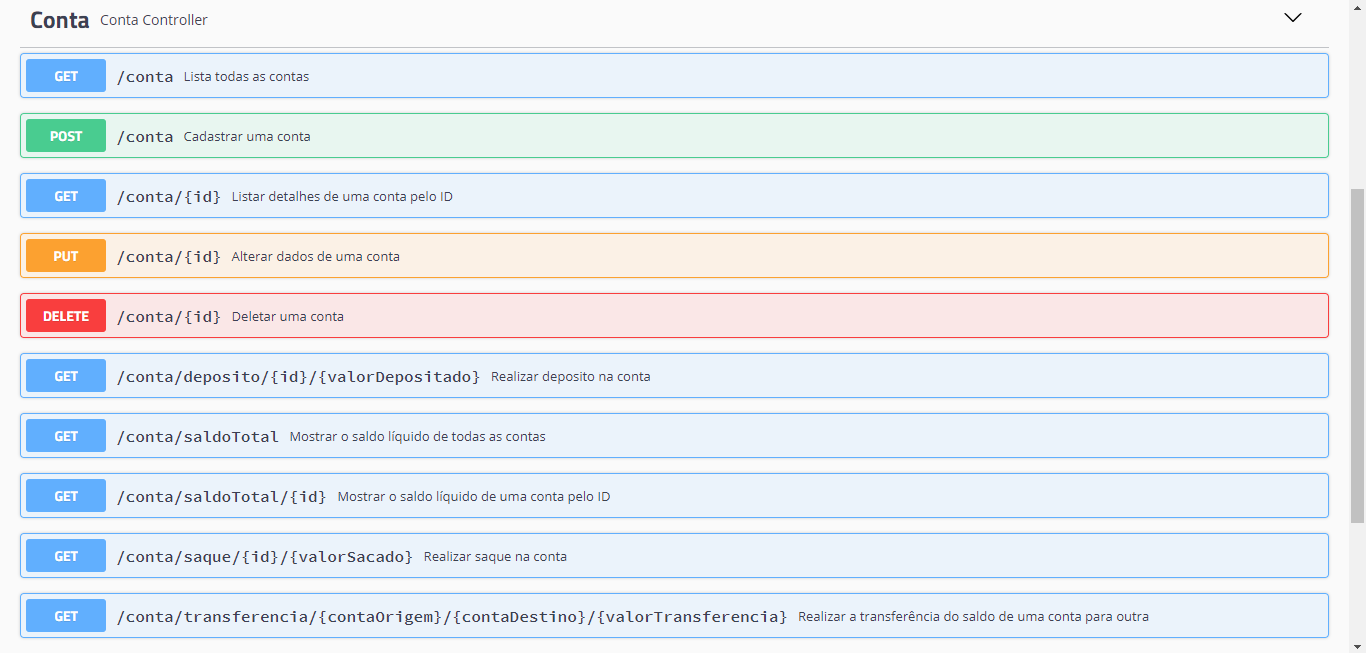 Conta Conta Controller
GET /conta Lista todas as contas
POST /conta Cadastrar uma conta
GET /conta/{id} Listar detalhes de uma conta pelo ID
PUT /conta/{id} Alterar dados de uma conta
DELETE /conta/{id} Deletar uma conta
GET /conta/deposito/{id}/{valorDepositado} Realizar deposito na conta
GET /conta/saldoTotal Mostrar o saldo líquido de todas as contas
GET /conta/saldoTotal/{id} Mostrar o saldo líquido de uma conta pelo ID
GET /conta/saque/{id}/{valorSacado} Realizar saque na conta
GET /conta/transferencia/{contaOrigem}/{contaDestino}/{valorTransferencia} Realizar a transferência do saldo de uma conta para outra